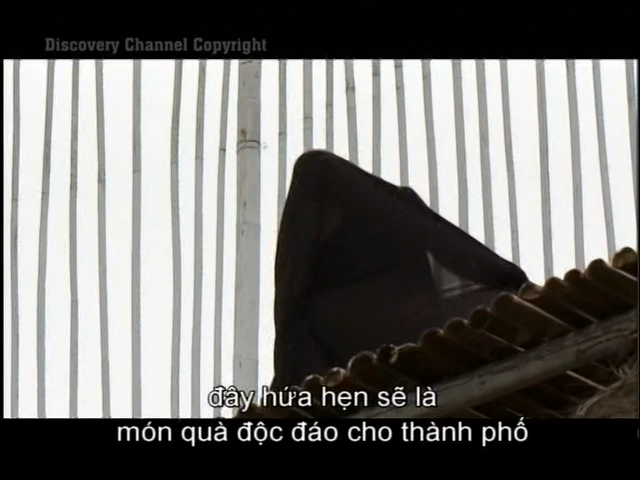 Discovery Channel Copyright
đây hứa hẹn sẽ là
món quà độc đáo cho thành phố